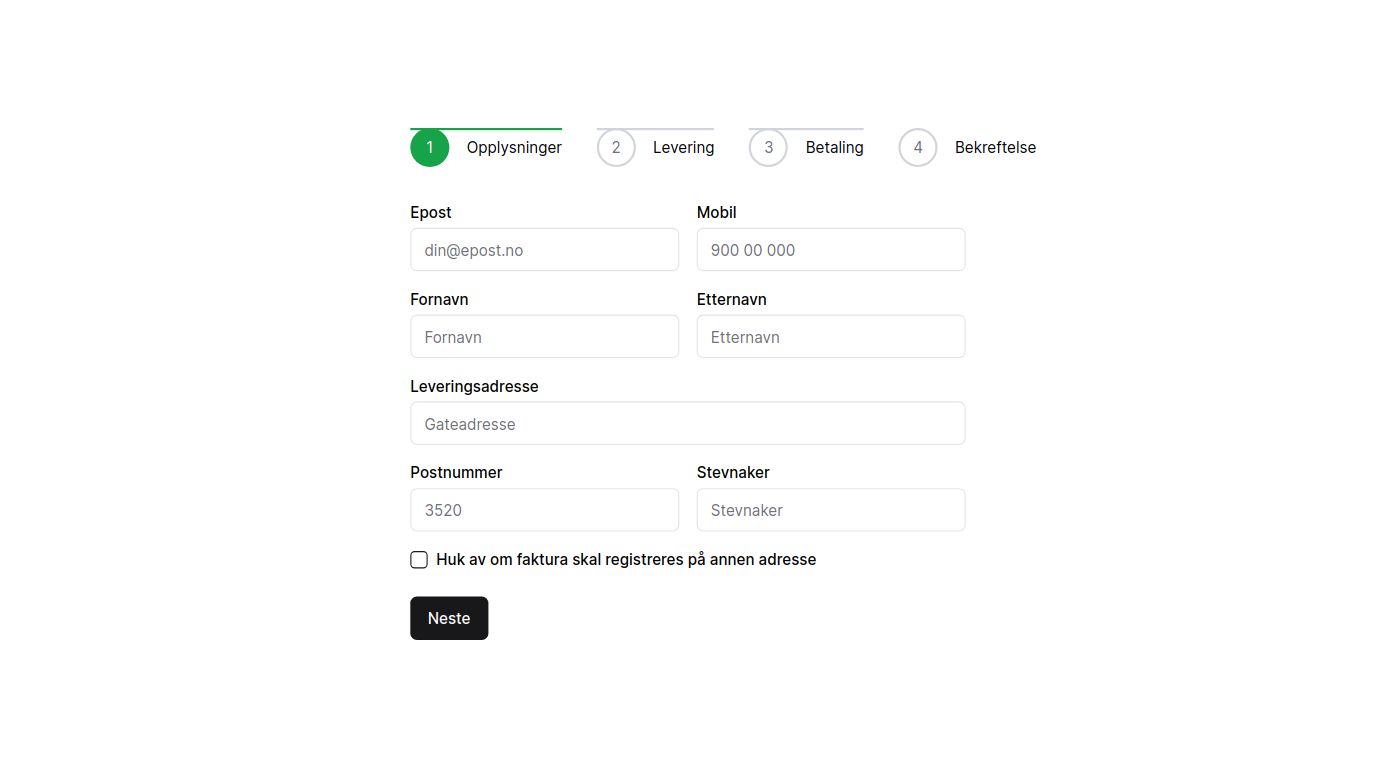 1 Opplysninger 2 Levering 3 Betaling 4 Bekreftelse
Epost Mobil
din@epost.no 900 00 000
Fornavn Etternavn
Fornavn Etternavn
Leveringsadresse
Gateadresse
Postnummer Stevnaker
3520 Stevnaker
Huk av om faktura skal registreres på annen adresse
Neste